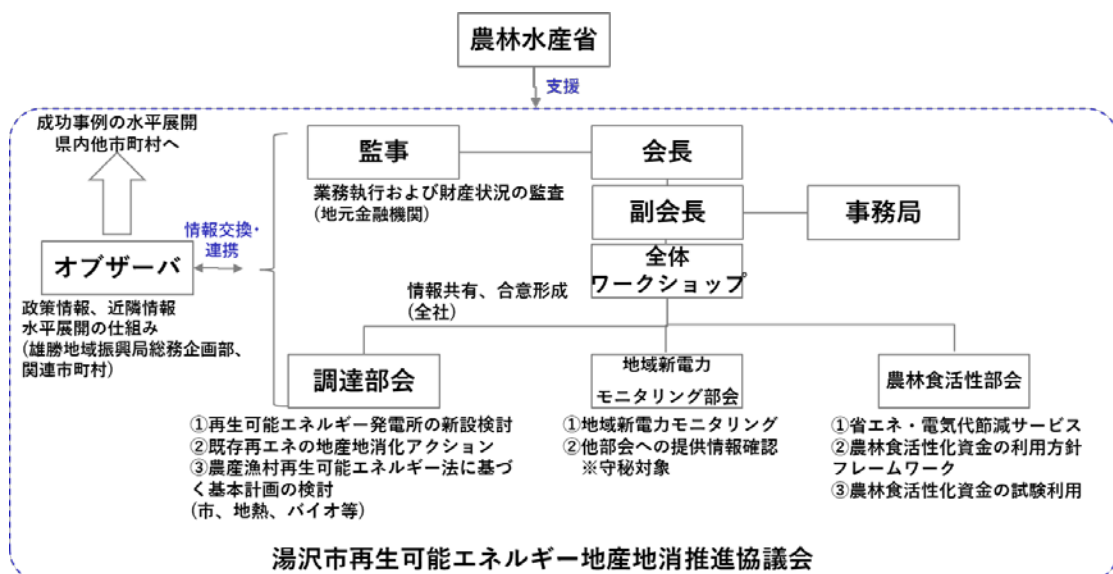 農林水産省
支援
成功事例の水平展開
県内他市町村へ
監事
会長
業務執行および財産状況の監査
(地元金融機関)
副会長
事務局
情報交換・
連携
オブザーバ
全体
ワークショップ
政策情報、近隣情報
水平展開の仕組み
(雄勝地域振興局総務企画部、
関連市町村)
情報共有、合意形成
(全社)
調達部会
地域新電力
モニタリング部会
農林食活性部会
①再生可能エネルギー発電所の新設検討
②既存再エネの地産地消化アクション
③農産漁村再生可能エネルギー法に基づ
く基本計画の検討
(市、地熱、バイオ等)
①地域新電力モニタリング
②他部会への提供情報確認
※守秘対象
①省エネ・電気代節減サービス
②農林食活性化資金の利用方針
フレームワーク
③農林食活性化資金の試験利用
湯沢市再生可能エネルギー地産地消推進協議会